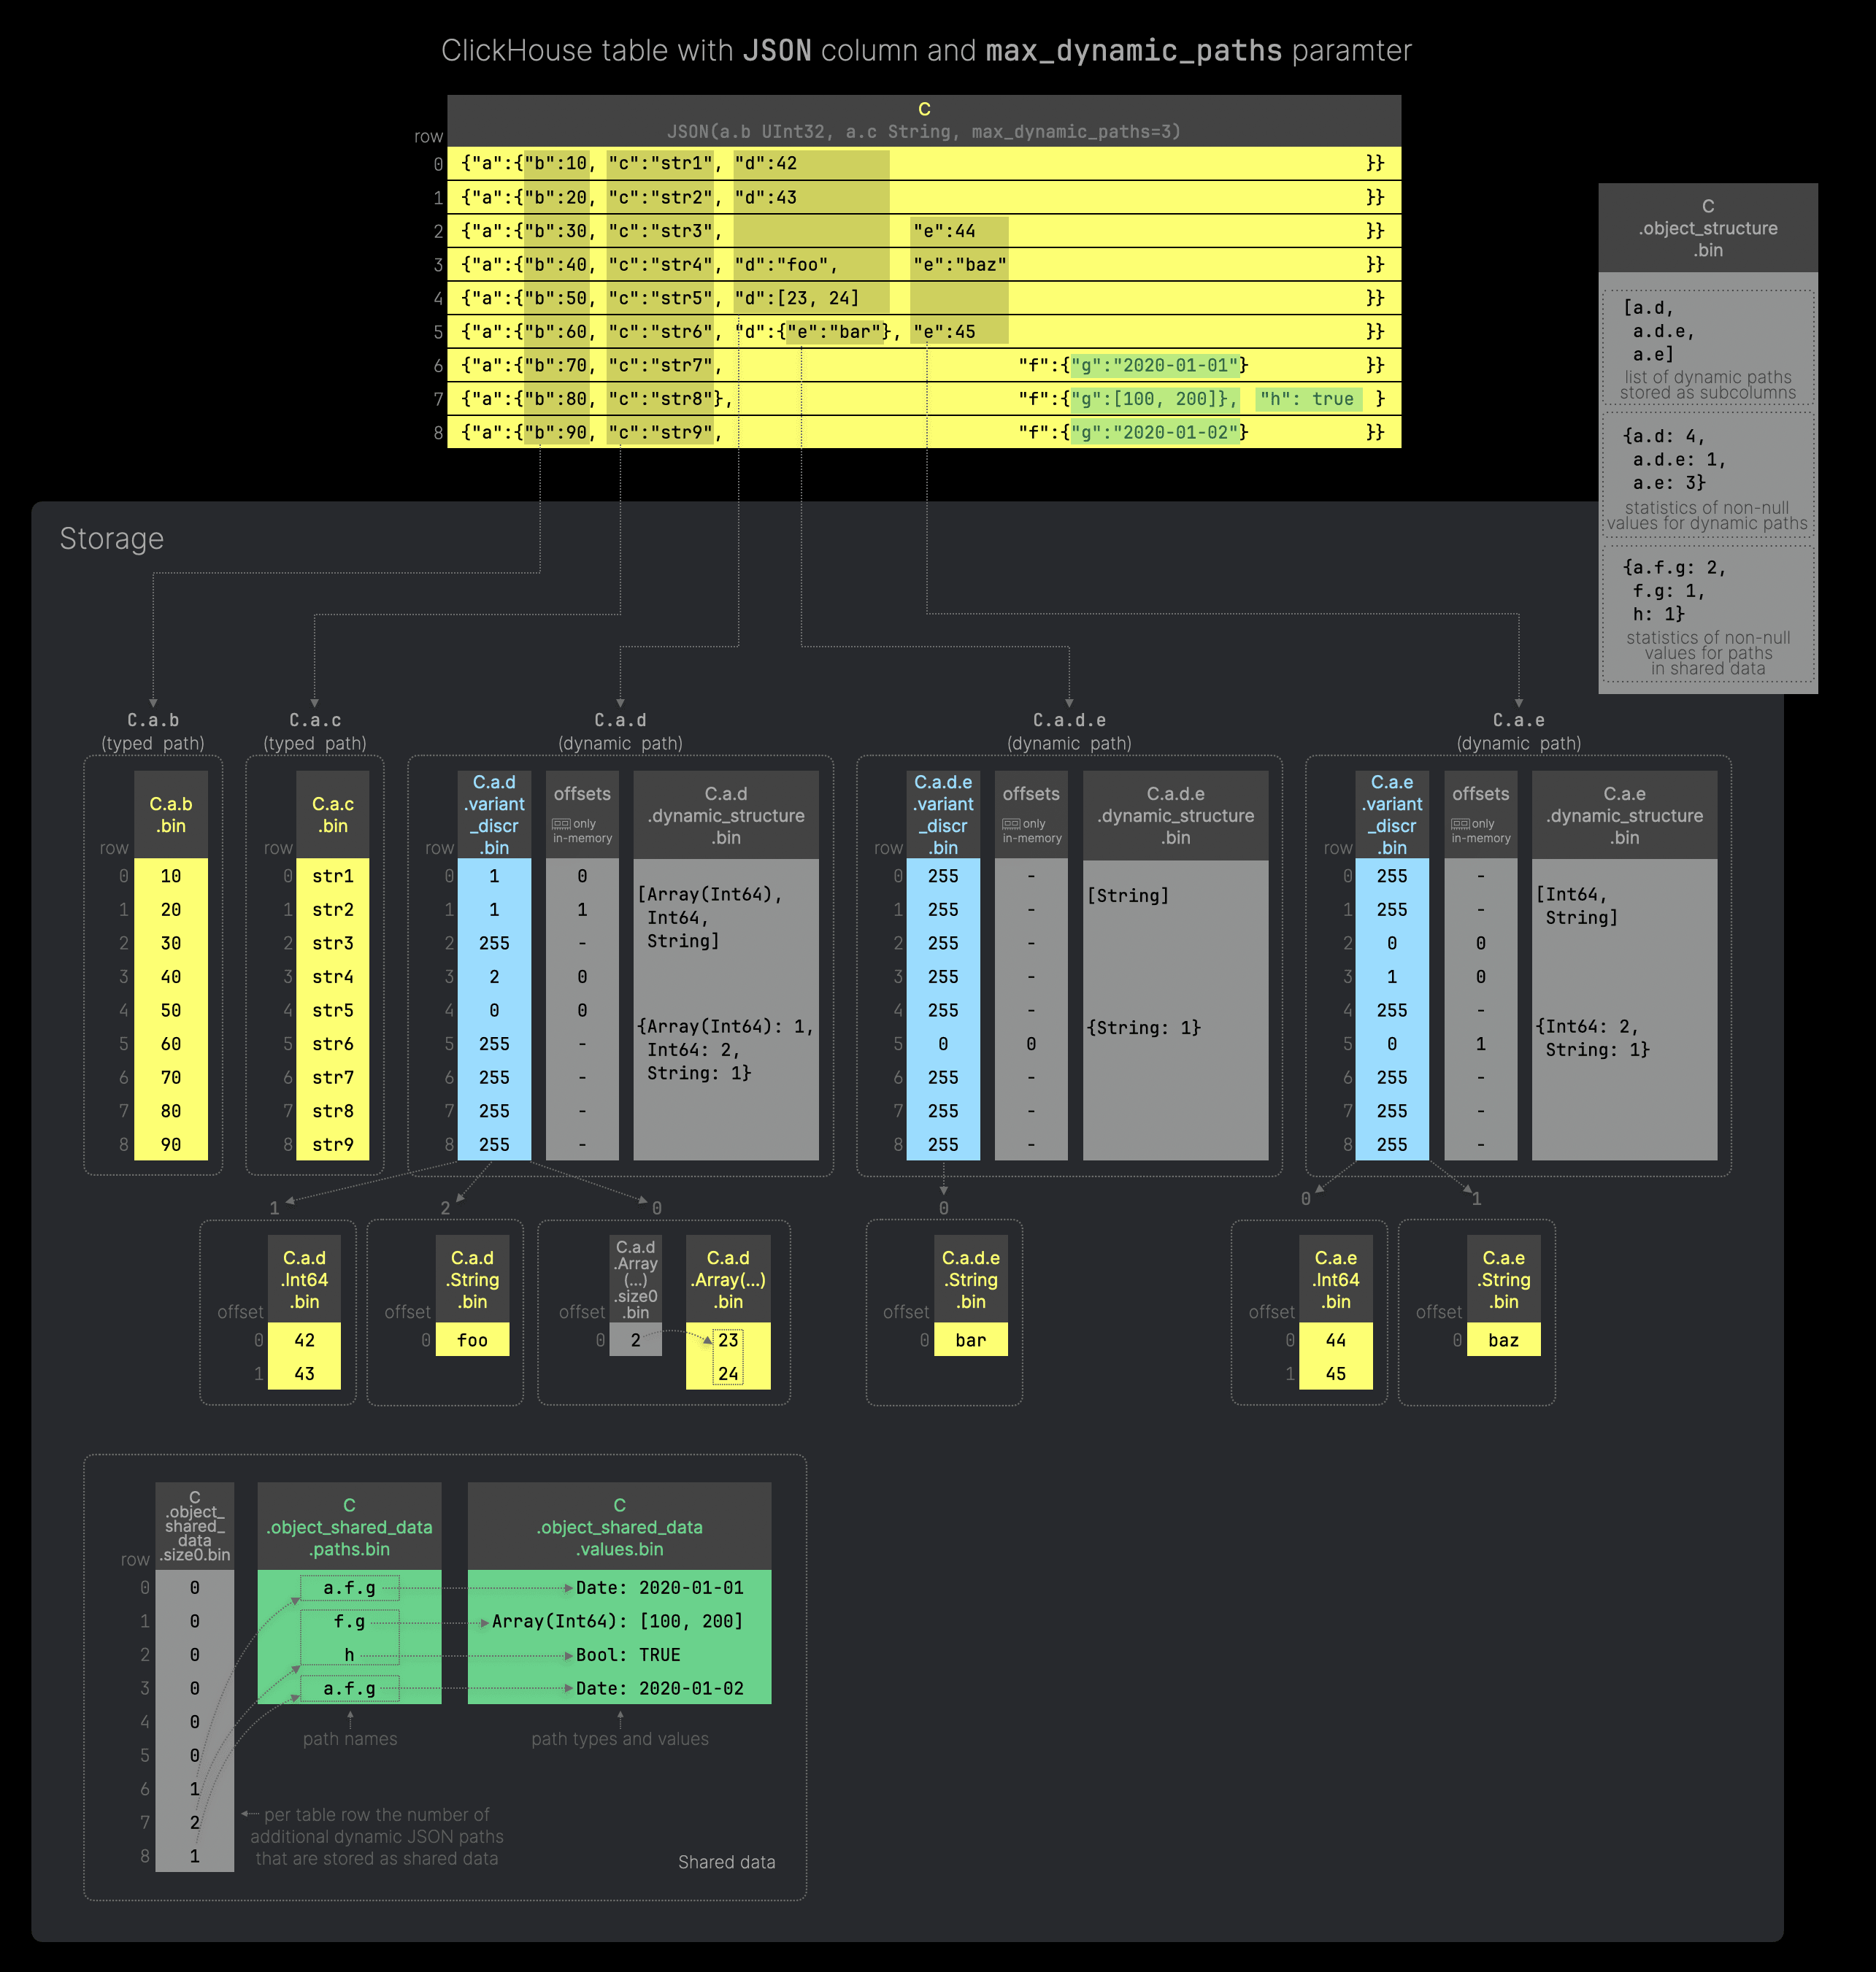 ClickHouse table with JSON column and max_dynamic_paths paramter
C
row JSON(a.b UInt32, a.c String, max_dynamic_paths=3)
0 {"a":{"b":10, "c":"str1", "d":42 }}
1 {"a":{"b":20, "c":"str2", "d":43 }}
2 {"a":{"b":30, "c":"str3", "e":44 }}
3 {"a":{"b":40, "c":"str4", "d":"foo", "e":"baz" }}
4 {"a":{"b":50, "c":"str5", "d":[23, 24] }}
5 {"a":{"b":60, "c":"str6", "d":{"e":"bar"}, "e":45 }}
6 {"a":{"b":70, "c":"str7", "f":{"g":"2020-01-01"} }}
7 {"a":{"b":80, "c":"str8"}, "f":{"g":[100, 200]}, "h": true }
8 {"a":{"b":90, "c":"str9", "f":{"g":"2020-01-02"} }}
C
.object_structure
.bin
[a.d,
a.d.e,
a.e]
list of dynamic paths
stored as subcolumns
{a.d: 4,
a.d.e: 1,
a.e: 3}
statistics of non-null
values for dynamic paths
{a.f.g: 2,
f.g: 1,
h: 1}
statistics of non-null
values for paths
in shared data
Storage
C.a.b
(typed path)
C.a.b
.bin
row
0 10
1 20
2 30
3 40
4 50
5 60
6 70
7 80
8 90
C.a.c
(typed path)
C.a.c
.bin
row
0 str1
1 str2
2 str3
3 str4
4 str5
5 str6
6 str7
7 str8
8 str9
C.a.d
(dynamic path)
C.a.d
.variant
_discr
.bin
offsets
only
in-memory
row
0 1 0
1 1 1
2 255 -
3 2 0
4 0 0
5 255 -
6 255 -
7 255 -
8 255 -
C.a.d
.dynamic_structure
.bin
[Array(Int64),
Int64,
String]
{Array(Int64): 1,
Int64: 2,
String: 1}
C.a.d.e
(dynamic path)
C.a.d.e
.variant
_discr
.bin
offsets
only
in-memory
row
0 255 -
1 255 -
2 255 -
3 255 -
4 255 -
5 0 0
6 255 -
7 255 -
8 255 -
C.a.d.e
.dynamic_structure
.bin
[String]
{String: 1}
C.a.e
(dynamic path)
C.a.e
.variant
_discr
.bin
offsets
only
in-memory
row
0 255 -
1 255 -
2 0 0
3 1 0
4 255 -
5 0 1
6 255 -
7 255 -
8 255 -
C.a.e
.dynamic_structure
.bin
[Int64,
String]
{Int64: 2,
String: 1}
1
C.a.d
.Int64
.bin
offset
0 42
1 43
2
C.a.d
.String
.bin
offset
0 foo
0
C.a.d
.Array
(...)
.size0
.bin
offset
0 2
C.a.d
.Array(...)
.bin
23
24
0
C.a.d.e
.String
.bin
offset
0 bar
0
C.a.e
.Int64
.bin
offset
0 44
1 45
1
C.a.e
.String
.bin
offset
0 baz
C
.object_
shared_
data
.size0.bin
row
0 0
1 0
2 0
3 0
4 0
5 0
6 1
7 2
8 1
C
.object_shared_data
.paths.bin
a.f.g
f.g
h
a.f.g
path names
C
.object_shared_data
.values.bin
Date: 2020-01-01
Array(Int64): [100, 200]
Bool: TRUE
Date: 2020-01-02
path types and values
per table row the number of
additional dynamic JSON paths
that are stored as shared data
Shared data